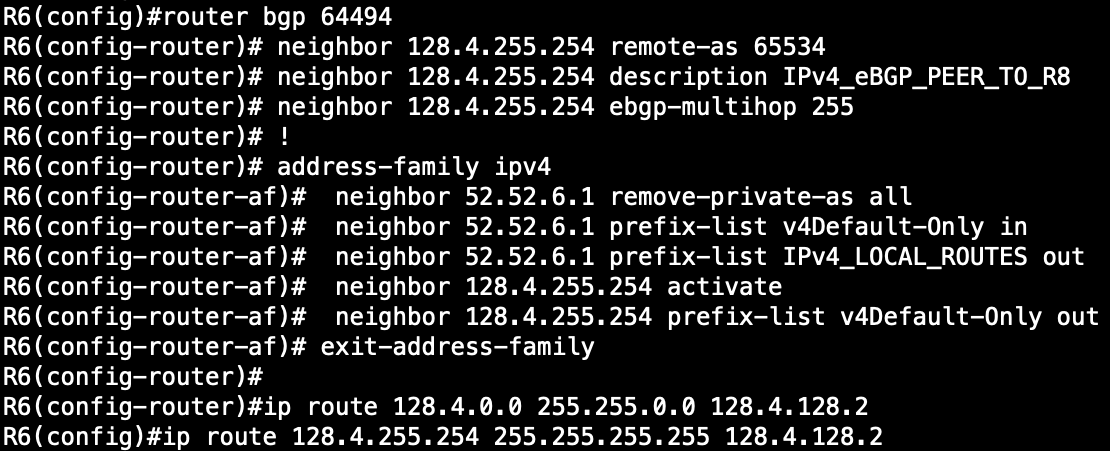 R6(config)#router bgp 64494
R6(config-router)# neighbor 128.4.255.254 remote-as 65534
R6(config-router)# neighbor 128.4.255.254 description IPv4_eBGP_PEER_TO_R8
R6(config-router)# neighbor 128.4.255.254 ebgp-multihop 255
R6(config-router)# !
R6(config-router)# address-family ipv4
R6(config-router-af)#  neighbor 52.52.6.1 remove-private-as all
R6(config-router-af)#  neighbor 52.52.6.1 prefix-list v4Default-Only in
R6(config-router-af)#  neighbor 52.52.6.1 prefix-list IPv4_LOCAL_ROUTES out
R6(config-router-af)#  neighbor 128.4.255.254 activate
R6(config-router-af)#  neighbor 128.4.255.254 prefix-list v4Default-Only out
R6(config-router-af)# exit-address-family
R6(config-router)#
R6(config-router)#ip route 128.4.0.0 255.255.0.0 128.4.128.2
R6(config)#ip route 128.4.255.254 255.255.255.255 128.4.128.2